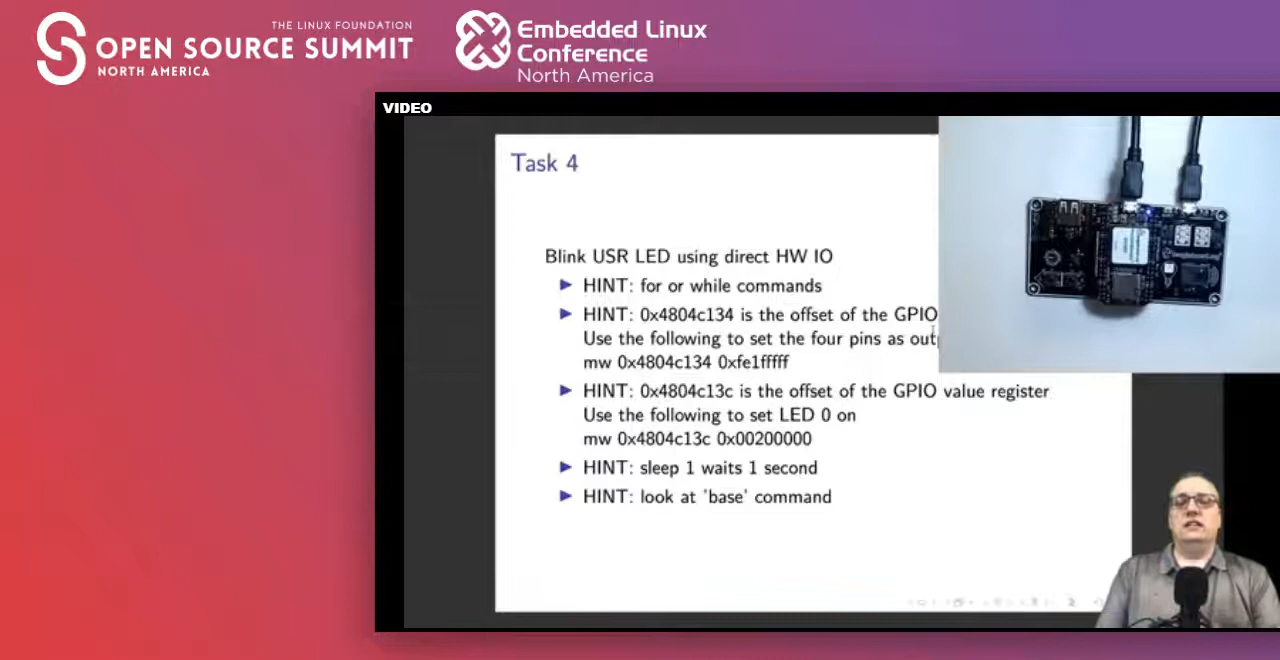 THE LINUX FOUNDATION
OPEN SOURCE SUMMIT
NORTH AMERICA
Embedded Linux
Conference
North America
VIDEO
Task 4
Blink USR LED using direct HW IO
HINT: for or while commands
HINT: 0x4804c134 is the offset of the GPIO
Use the following to set the four pins as out
mw 0x4804c134 0xfe1fffff
HINT: 0x4804c13c is the offset of the GPIO value register
Use the following to set LED 0 on
mw 0x4804c13c 0x00200000
HINT: sleep 1 waits 1 second
HINT: look at 'base' command